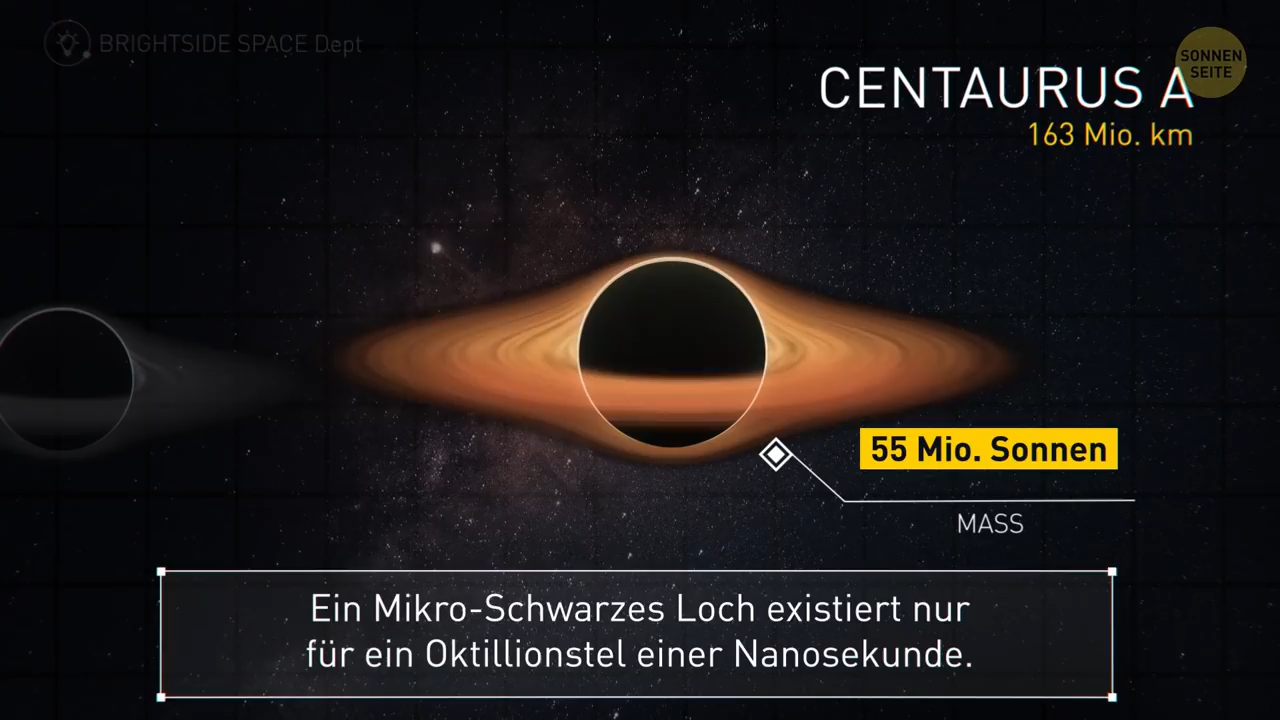 BRIGHTSIDE SPACE Dept
SONNEN
SEITE
CENTAURUS A
163 Mio. km
55 Mio. Sonnen
MASS
Ein Mikro-Schwarzes Loch existiert nur
für ein Oktillionstel einer Nanosekunde.